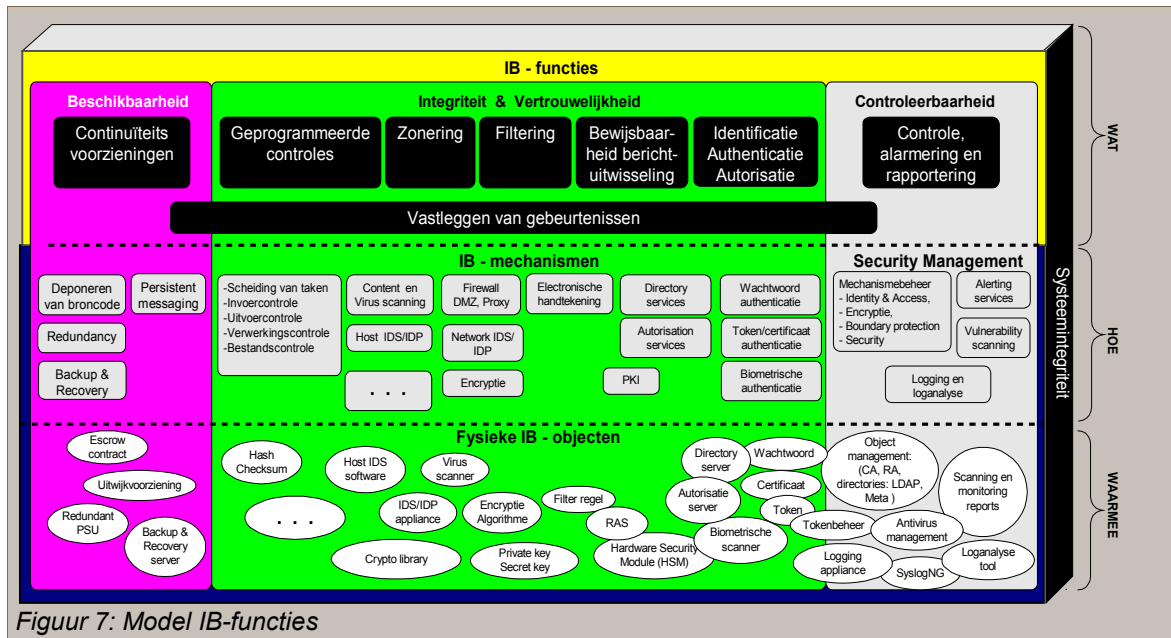 IB - functies
Beschikbaarheid
Integriteit & Vertrouwelijkheid
Controleerbaarheid
Continuïteits
voorzieningen
Geprogrammeerde
controles
Zonering
Filtering
Bewijsbaar-
heid bericht-
uitwisseling
Identificatie
Authenticatie
Autorisatie
Controle,
alarmering en
rapportering
Vastleggen van gebeurtenissen
WAT
IB - mechanismen
Security Management
Deponeren
van broncode
Persistent
messaging
Redundancy
Backup &
Recovery
-Scheiding van taken
-Invoercontrole
-Uitvoercontrole
-Verwerkingscontrole
-Bestandscontrole
Content en
Virus scanning
Host IDS/IDP
. . .
Firewall
DMZ, Proxy
Network IDS/
IDP
Encryptie
Electronische
handtekening
PKI
Directory
services
Autorisation
services
Wachtwoord
authenticatie
Token/certificaat
authenticatie
Biometrische
authenticatie
Mechanismebeheer
- Identity & Access,
- Encryptie,
- Boundary protection
- Security
Alerting
services
Vulnerability
scanning
Logging en
loganalyse
Systeemintegriteit
HOE
Fysieke IB - objecten
Escrow
contract
Uitwijkvoorziening
Redundant
PSU
Backup &
Recovery
server
Hash
Checksum
. . .
Host IDS
software
Virus
scanner
IDS/IDP
appliance
Encryptie
Algorithme
Filter regel
RAS
Crypto library
Private key
Secret key
Hardware Security
Module (HSM)
Directory
server
Wachtwoord
Autorisatie
server
Certificaat
Token
Biometrische
scanner
Object
management:
(CA, RA,
directories: LDAP,
Meta )
Scanning en
monitoring
reports
Tokenbeheer
Antivirus
management
Logging
appliance
SyslogNG
Loganalyse
tool
WAARME
Figuur 7: Model IB-functies